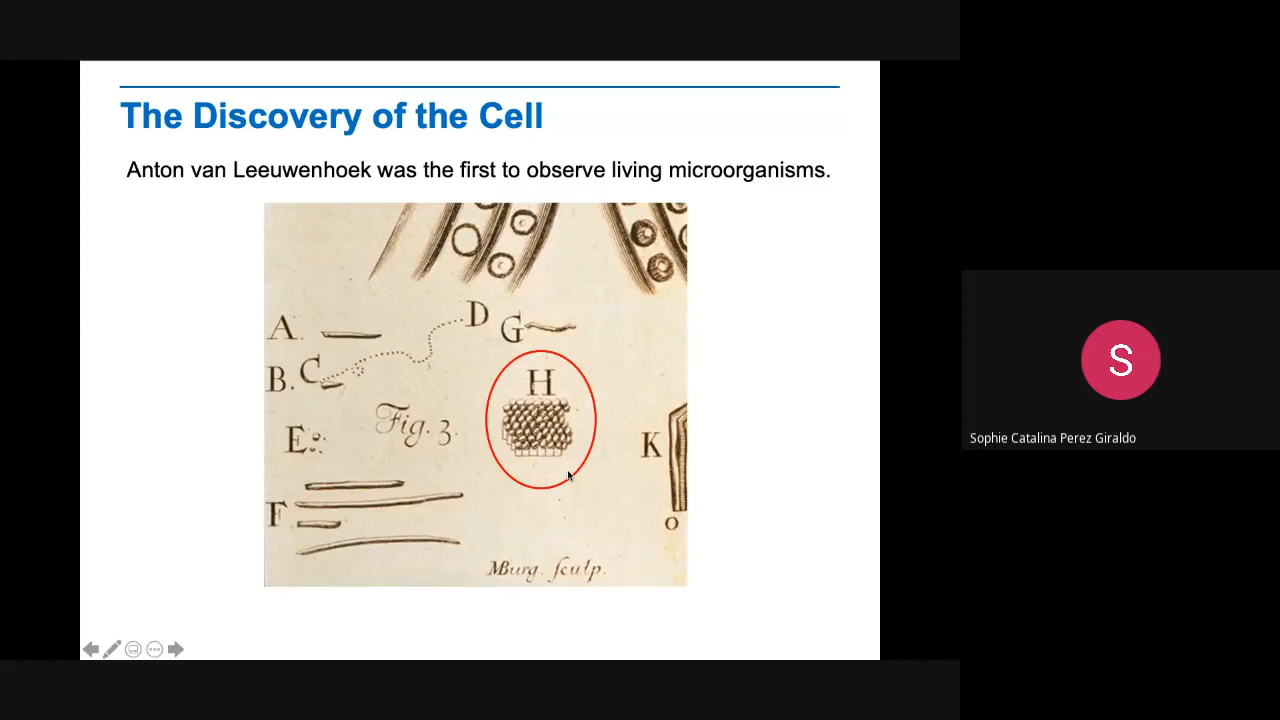 The Discovery of the Cell
Anton van Leeuwenhoek was the first to observe living microorganisms.
A.
D
G
B.
C
H
Fig. 3.
E
K
F
o
MBurg. sculp.
S
Sophie Catalina Perez Giraldo